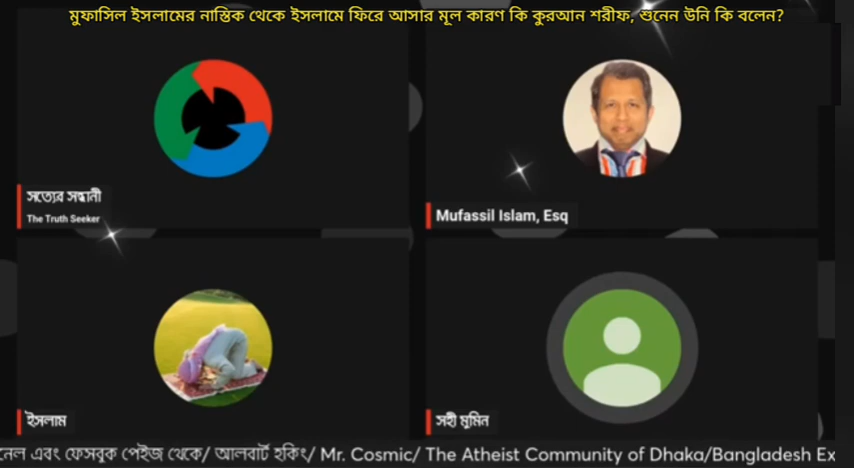 মুফাসিল ইসলামের নাস্তিক থেকে ইসলামে ফিরে আসার মূল কারণ কি কুরআন শরীফ, শুনেন উনি কি বলেন?
সত্যের সন্ধানী
The Truth Seeker
Mufassil Islam, Esq
ইসলাম
সহী মুমিন
নেল এবং ফেসবুক পেইজ থেকে/ আলবার্ট হকিং/ Mr. Cosmic/ The Atheist Community of Dhaka/Bangladesh Ex